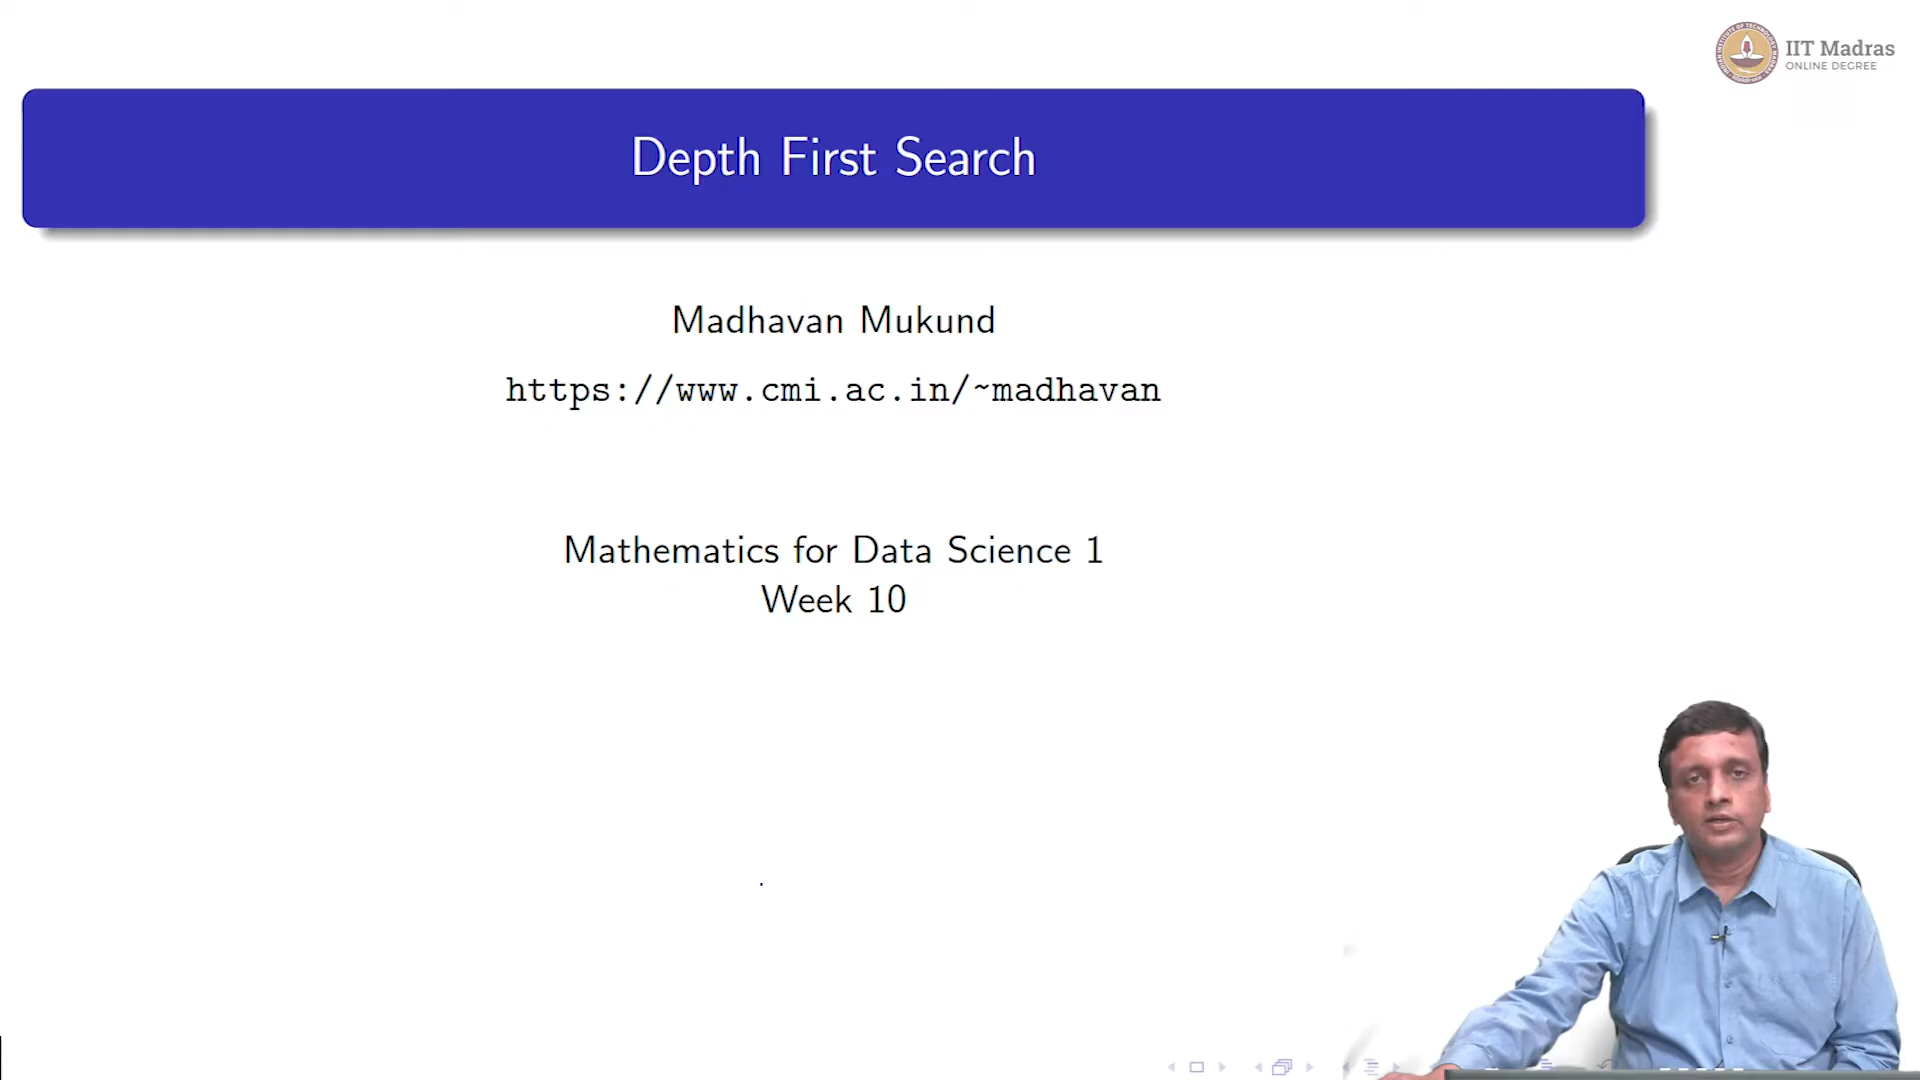 IIT Madras
ONLINE DEGREE
Depth First Search
Madhavan Mukund
https://www.cmi.ac.in/~madhavan
Mathematics for Data Science 1
Week 10